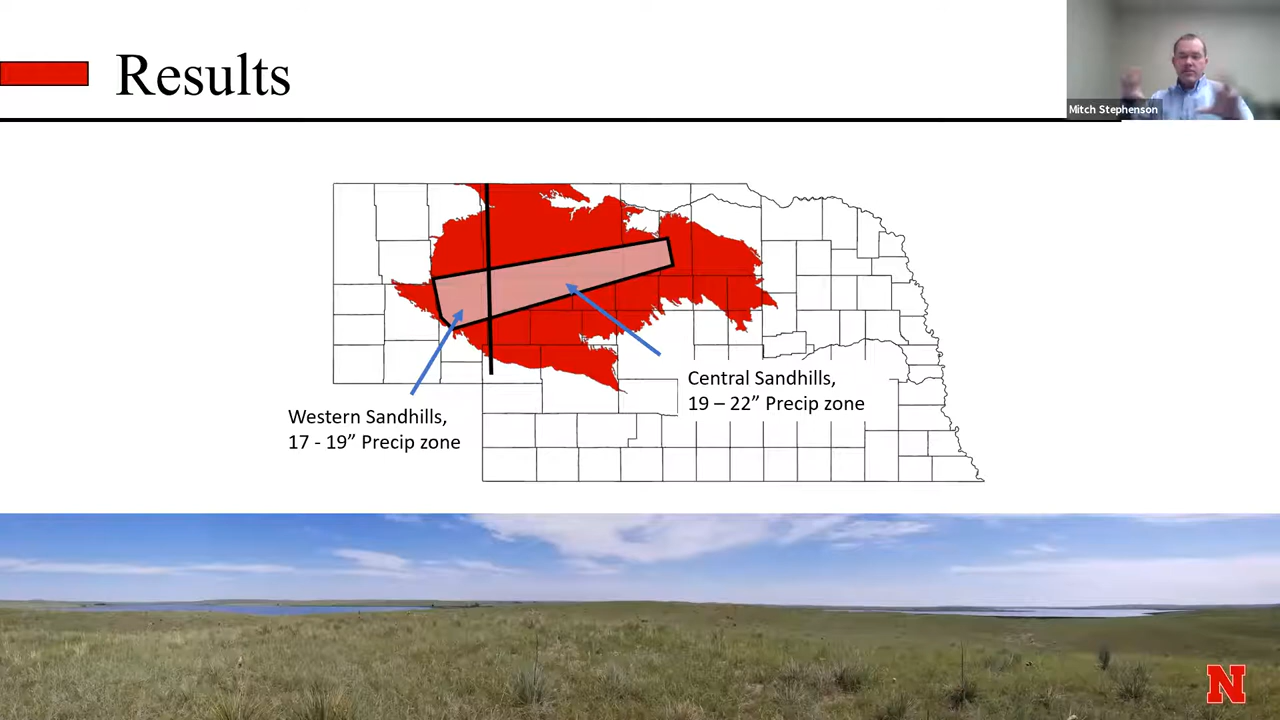 Results
Mitch Stephenson
Central Sandhills,
19 – 22” Precip zone
Western Sandhills,
17 - 19” Precip zone
N